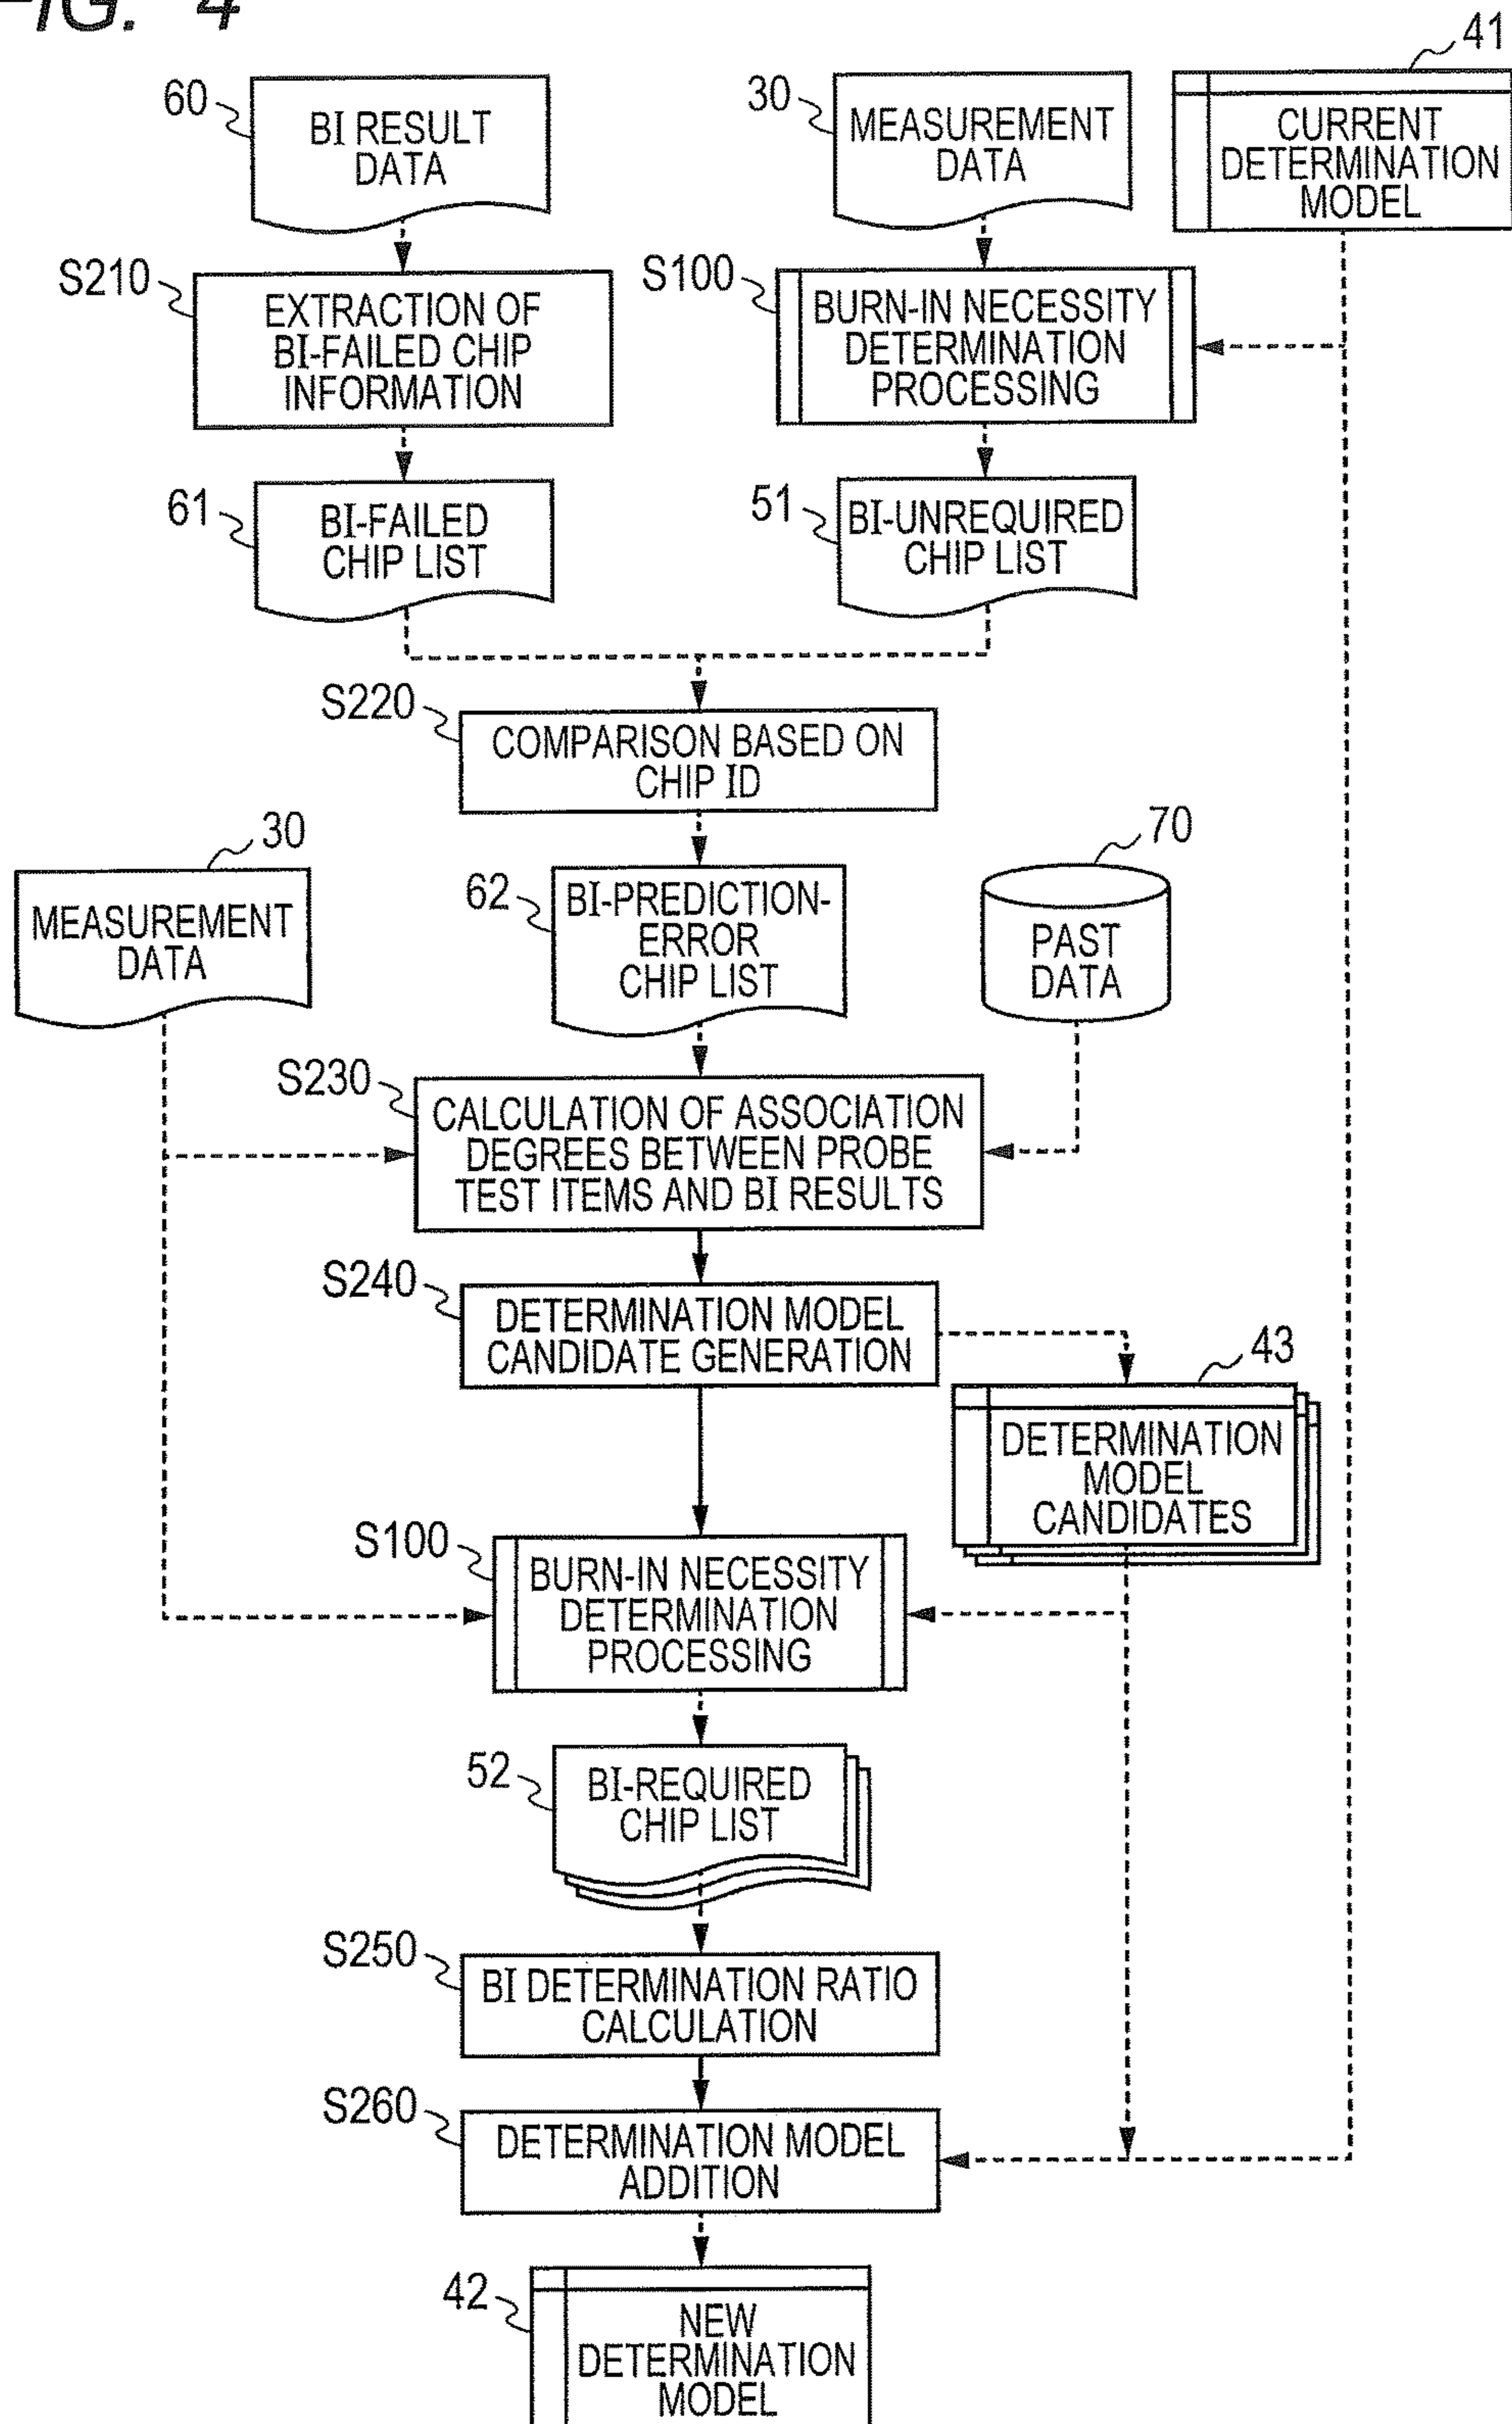 FIG. 4
41
60
BI RESULT
DATA
30
MEASUREMENT
DATA
CURRENT
DETERMINATION
MODEL
S210
EXTRACTION OF
BI-FAILED CHIP
INFORMATION
S100
BURN-IN NECESSITY
DETERMINATION
PROCESSING
61
BI-FAILED
CHIP LIST
51
BI-UNREQUIRED
CHIP LIST
S220
COMPARISON BASED ON
CHIP ID
30
MEASUREMENT
DATA
62
BI-PREDICTION-
ERROR
CHIP LIST
70
PAST
DATA
S230
CALCULATION OF ASSOCIATION
DEGREES BETWEEN PROBE
TEST ITEMS AND BI RESULTS
S240
DETERMINATION MODEL
CANDIDATE GENERATION
43
DETERMINATION
MODEL
CANDIDATES
S100
BURN-IN NECESSITY
DETERMINATION
PROCESSING
52
BI-REQUIRED
CHIP LIST
S250
BI DETERMINATION RATIO
CALCULATION
S260
DETERMINATION MODEL
ADDITION
42
NEW
DETERMINATION
MODEL